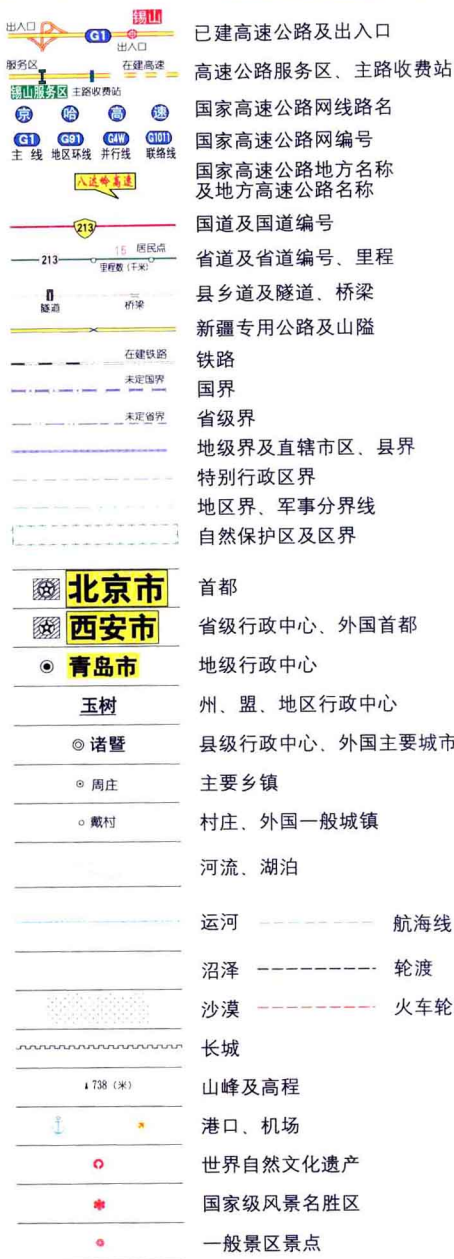 锡山
出入口
G1
出入口
已建高速公路及出入口
服务区
在建高速
锡山服务区 主路收费站
高速公路服务区、主路收费站
京 哈 高 速
国家高速公路网线路名
G1 G91 G4W G1011
主 线 地区环线 并行线 联络线
国家高速公路网编号
八达岭高速
国家高速公路地方名称
及地方高速公路名称
213
国道及国道编号
213 15 居民点
里程数（千米）
省道及省道编号、里程
隧道 桥梁
县乡道及隧道、桥梁
新疆专用公路及山隘
在建铁路
铁路
未定国界
国界
未定省界
省级界
地级界及直辖市区、县界
特别行政区界
地区界、军事分界线
自然保护区及区界
北京市 首都
西安市 省级行政中心、外国首都
青岛市 地级行政中心
玉树 州、盟、地区行政中心
诸暨 县级行政中心、外国主要城市
周庄 主要乡镇
戴村 村庄、外国一般城镇
河流、湖泊
运河 航海线
沼泽 轮渡
沙漠 火车轮
长城
738（米） 山峰及高程
港口、机场
世界自然文化遗产
国家级风景名胜区
一般景区景点